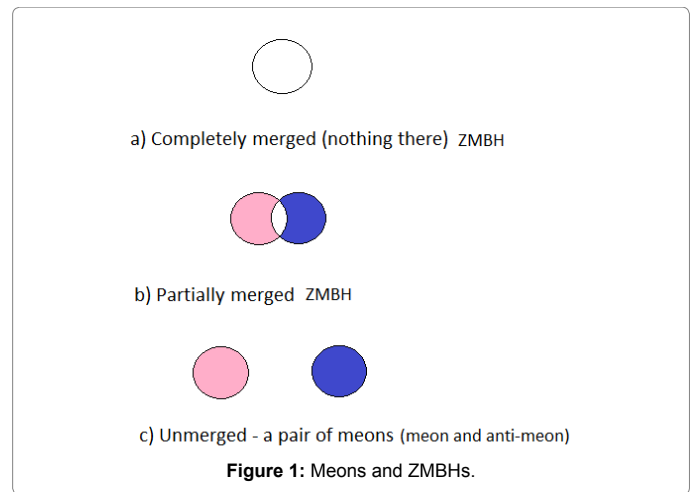 a) Completely merged (nothing there) ZMBH
b) Partially merged ZMBH
c) Unmerged - a pair of meons (meon and anti-meon)
Figure 1: Meons and ZMBHs.